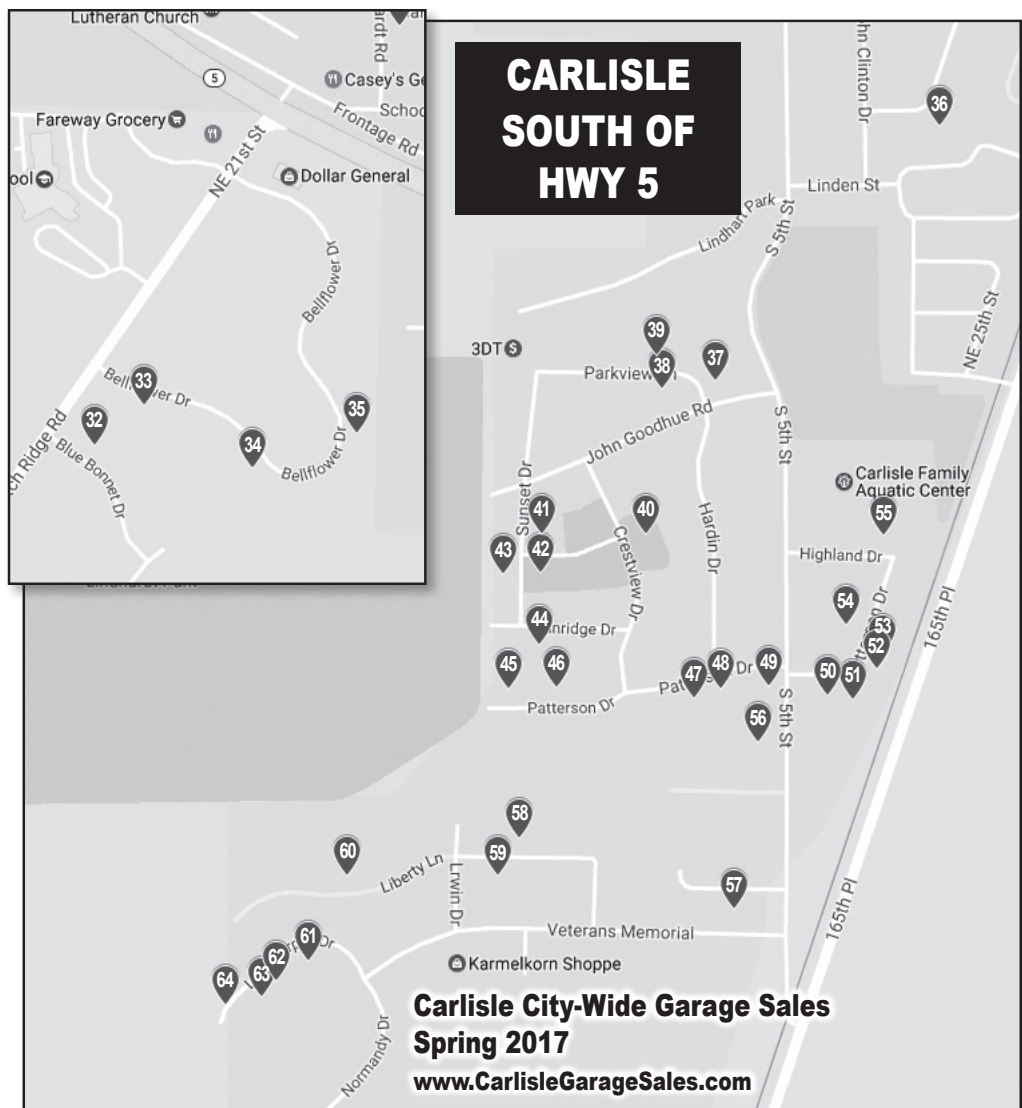 Lutheran Church
5
Casey's Ge
Fareway Grocery
Frontage Rd
NE 21st St
Dollar General
Bellflower Dr
33
32
35
34
Bellflower Dr
Blue Bonnet Dr
CARLISLE
SOUTH OF
HWY 5
36
Linden St
Lindhart Park
S 5th St
NE 25th St
39
3DT
38
37
John Goodhue Rd
S 5th St
Carlisle Family
Aquatic Center
55
41
40
Sunset Dr
Hardin Dr
43
42
Crestview Dr
Highland Dr
54
44
53
52
165th Pl
45
46
47
48
49
50
51
Patterson Dr
S 5th St
56
58
60
59
Liberty Ln
Lrwin Dr
57
61
Veterans Memorial
165th Pl
62
63
64
Karmelkorn Shoppe
Normandy Dr
Carlisle City-Wide Garage Sales
Spring 2017
www.CarlisleGarageSales.com